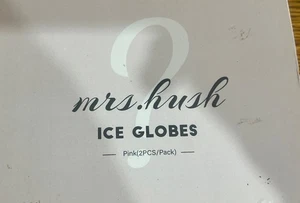 ?
mrs.hush
ICE GLOBES
Pink(2PCS/Pack)